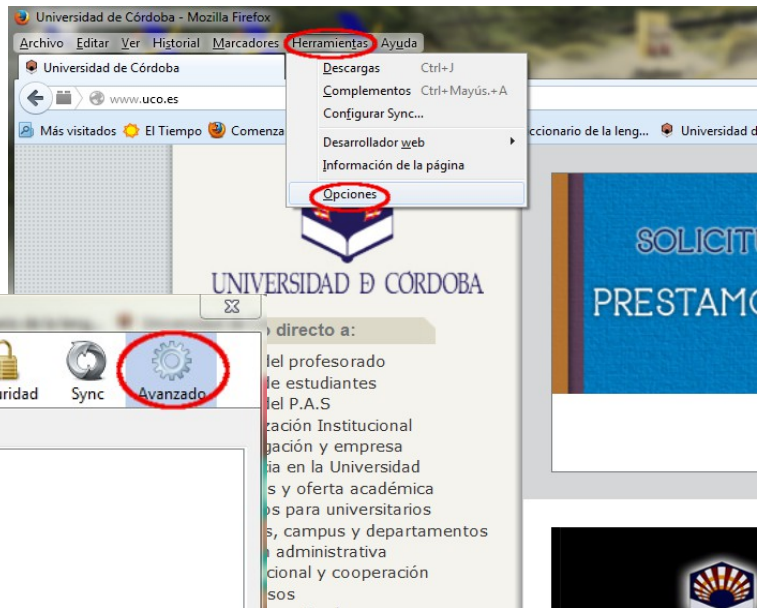 Universidad de Córdoba - Mozilla Firefox
Archivo Editar Ver Historial Marcadores Herramientas Ayuda
Universidad de Córdoba
Descargas Ctrl+J
Complementos Ctrl+Mayús.+A
Configurar Sync...
Desarrollador web
Información de la página
Opciones
www.uco.es
Más visitados El Tiempo Comenza
ccionario de la leng... Universidad d
UNIVERSIDAD Ð CORDOBA
SOLICITU
PRESTAMO
directo a:
del profesorado
de estudiantes
del P.A.S
zación Institucional
gación y empresa
ia en la Universidad
s y oferta académica
os para universitarios
s, campus y departamentos
administrativa
cional y cooperación
sos
ridad Sync Avanzado